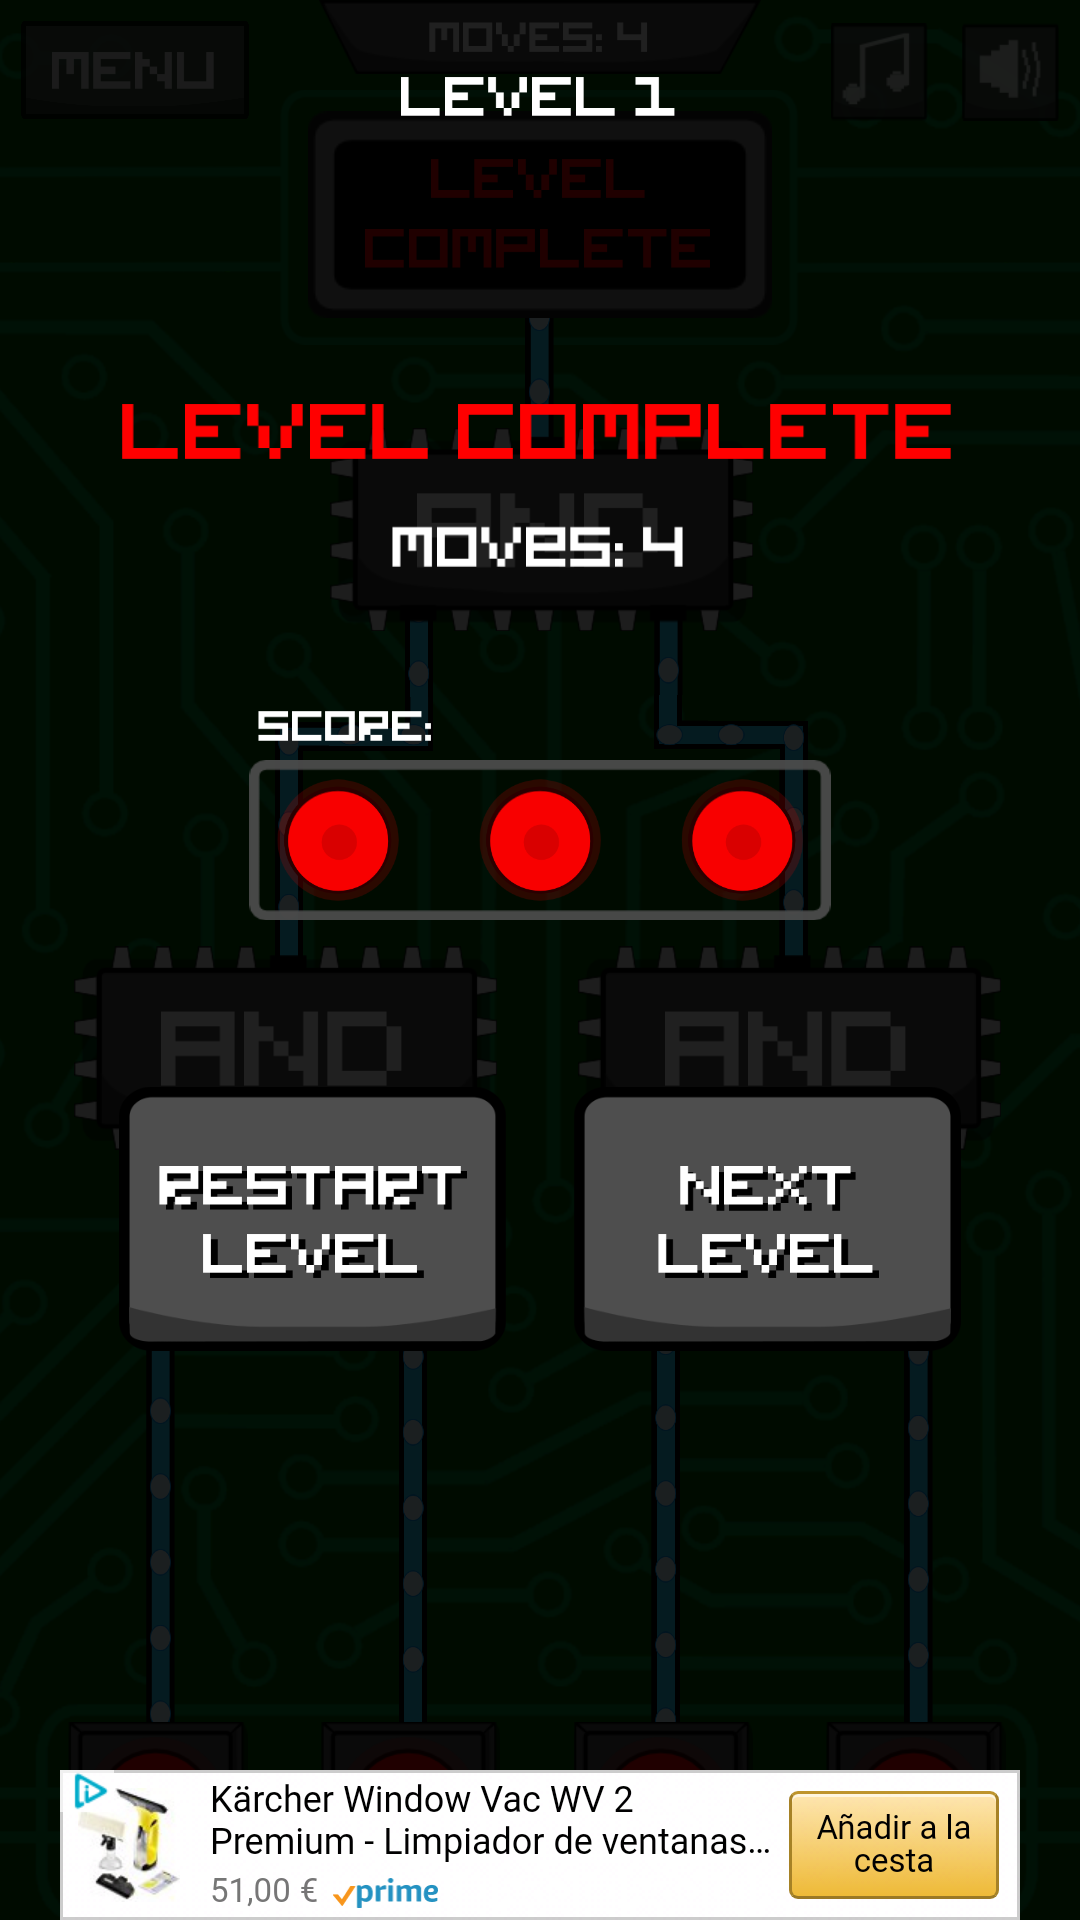 MOVES: 4
MENU
LEVEL 1
LEVEL
COMPLETE
LEVEL COMPLETE
AND
MOVES: 4
SCORE:
AND
AND
RESTART
LEVEL
NEXT
LEVEL
Kärcher Window Vac WV 2
Premium - Limpiador de ventanas...
51,00 € prime
Añadir a la
cesta